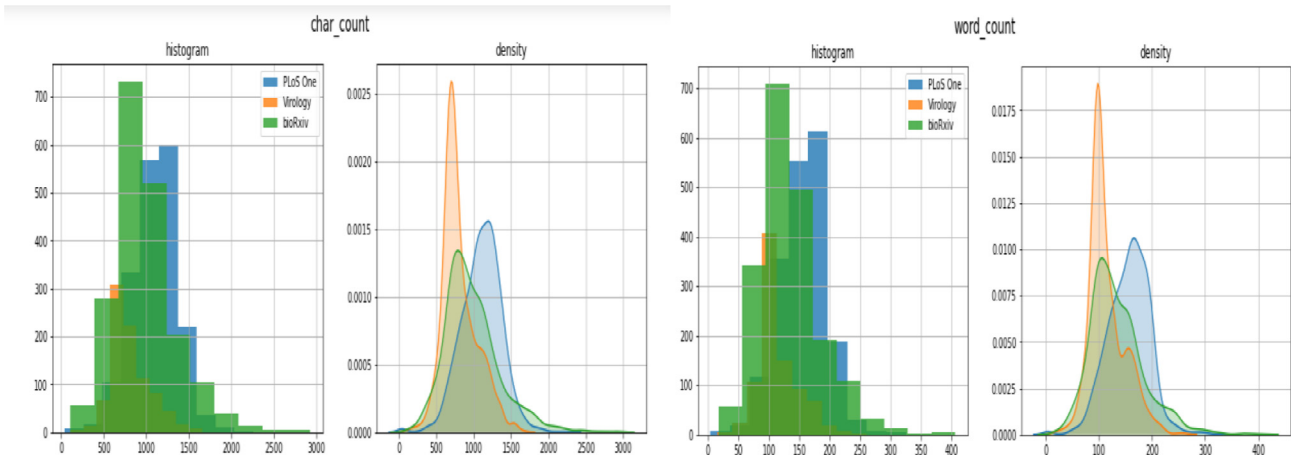 char_count
histogram
density
PLoS One
Virology
bioRxiv
700
600
500
400
300
200
100
0
0 500 1000 1500 2000 2500 3000
0.0025
0.0020
0.0015
0.0010
0.0005
0.0000
0 500 1000 1500 2000 2500 3000
word_count
histogram
density
PLoS One
Virology
bioRxiv
700
600
500
400
300
200
100
0
0 50 100 150 200 250 300 350 400
0.0175
0.0150
0.0125
0.0100
0.0075
0.0050
0.0025
0.0000
0 100 200 300 400